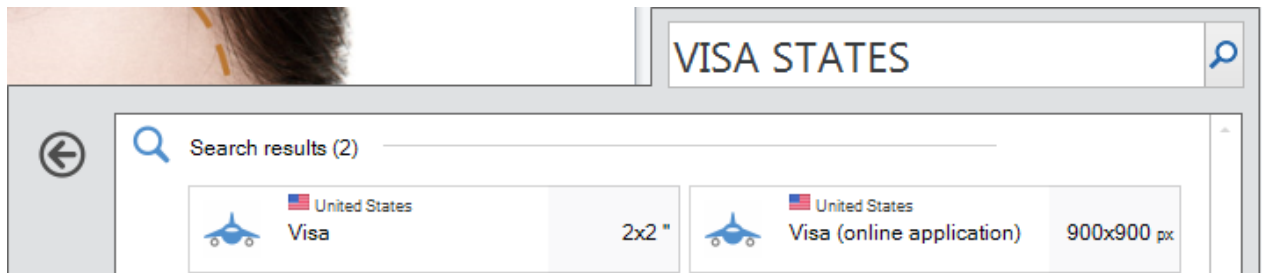 VISA STATES
Search results (2)
United States
Visa
2x2 "
United States
Visa (online application)
900x900 px